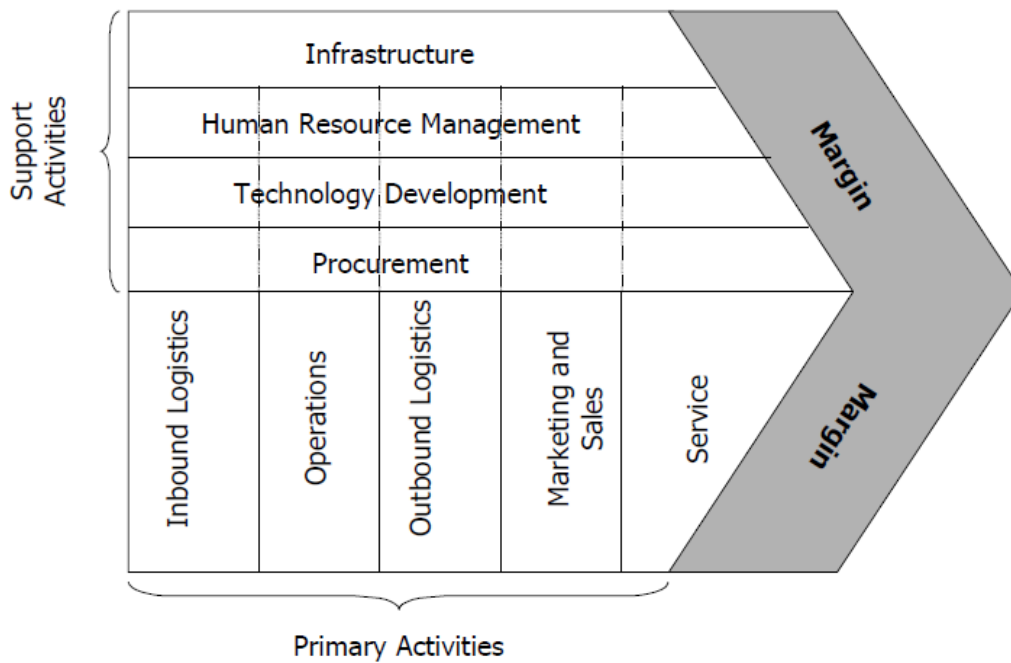 Support
Activities
Infrastructure
Human Resource Management
Technology Development
Procurement
Inbound Logistics
Operations
Outbound Logistics
Marketing and
Sales
Service
Margin
Margin
Primary Activities